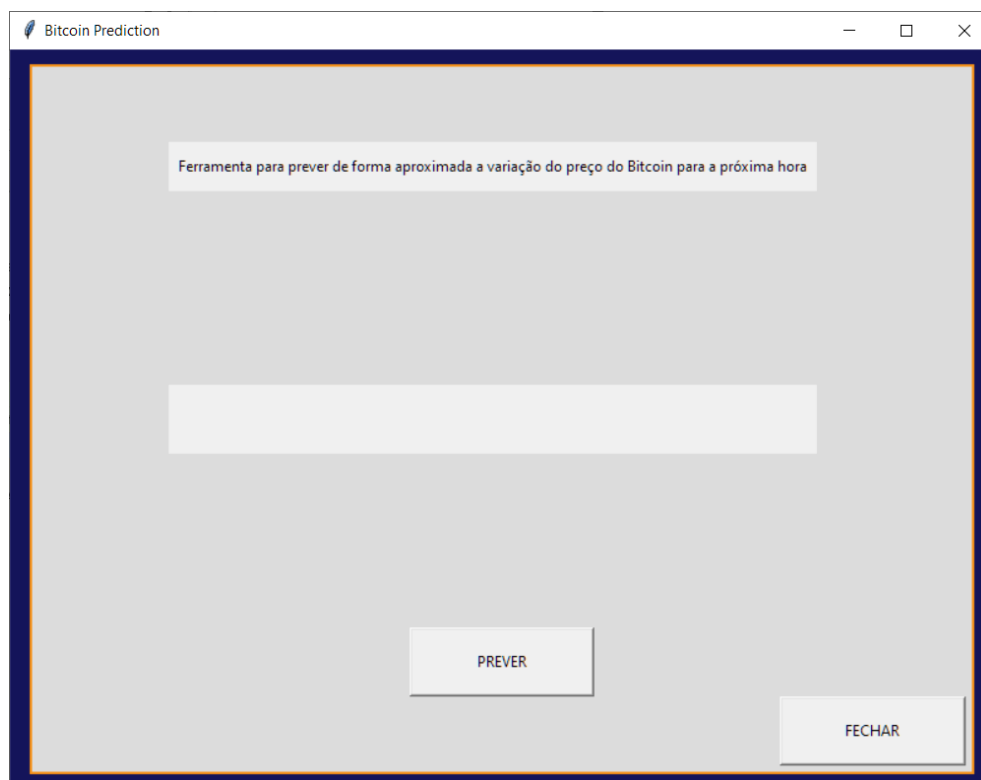 Bitcoin Prediction
Ferramenta para prever de forma aproximada a variação do preço do Bitcoin para a próxima hora
PREVER
FECHAR